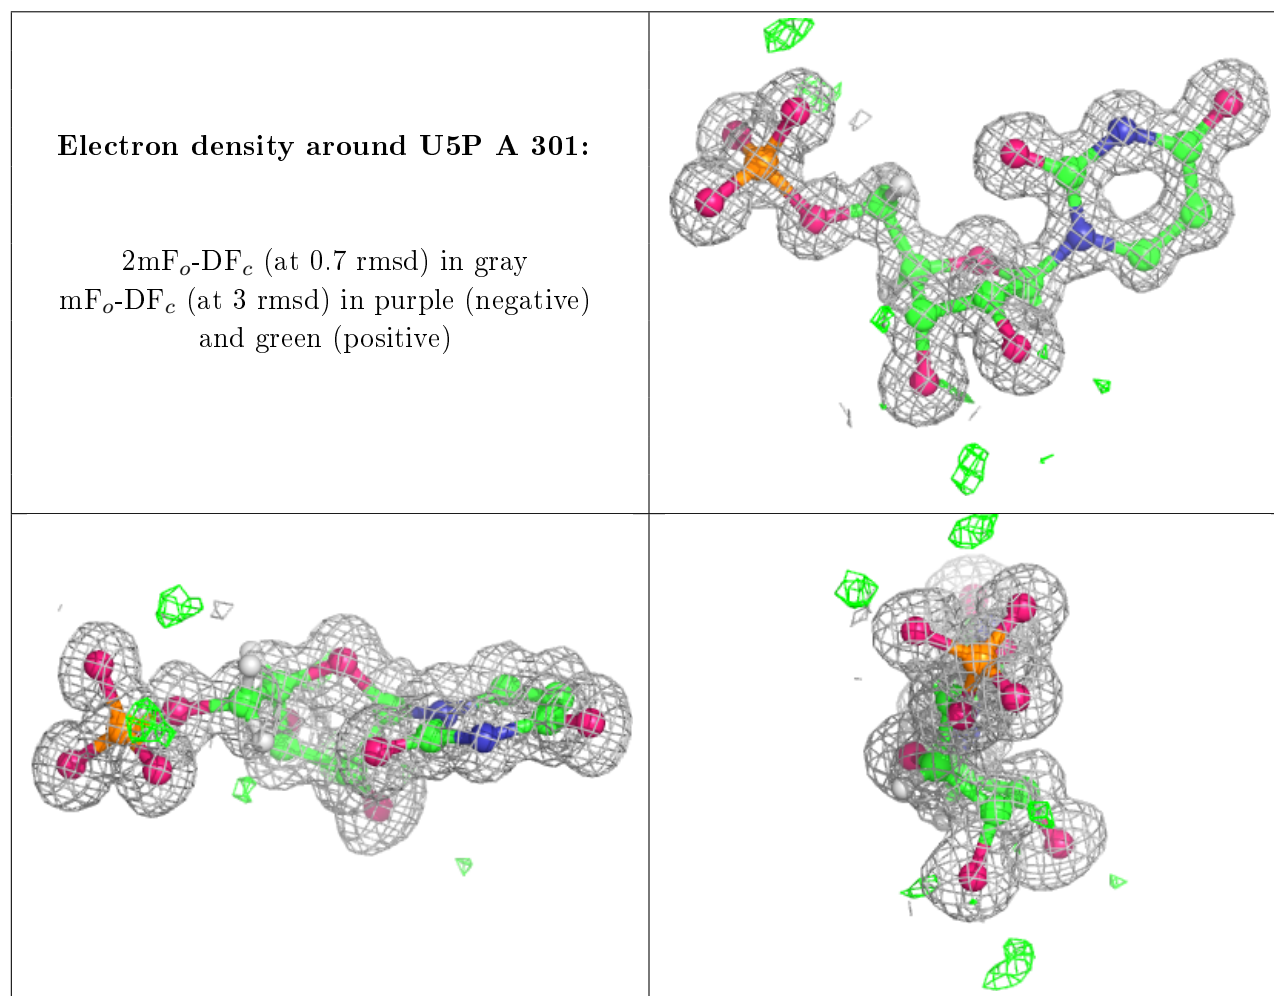 Electron density around U5P A 301:
2mFo-DFc (at 0.7 rmsd) in gray
mFo-DFc (at 3 rmsd) in purple (negative)
and green (positive)